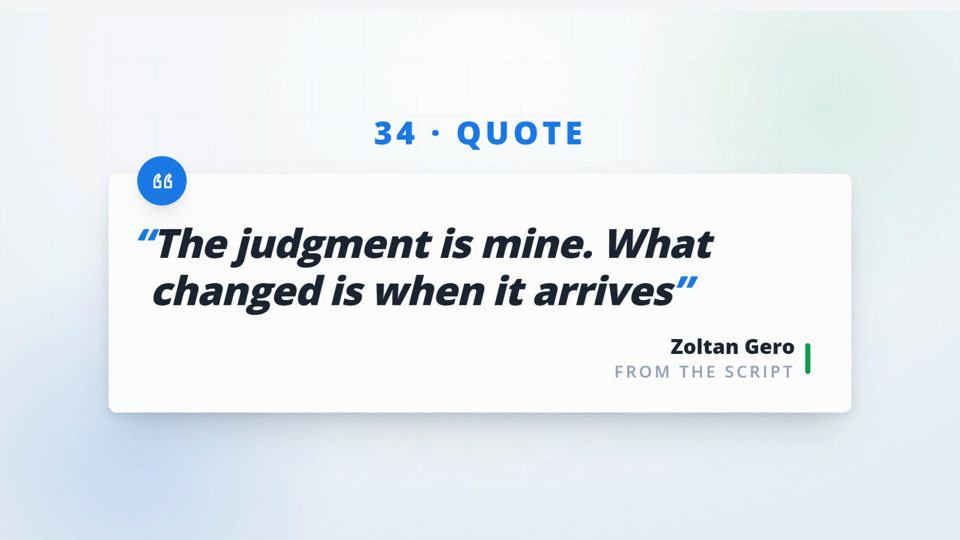 34 · QUOTE
“The judgment is mine. What
changed is when it arrives”
Zoltan Gero
FROM THE SCRIPT